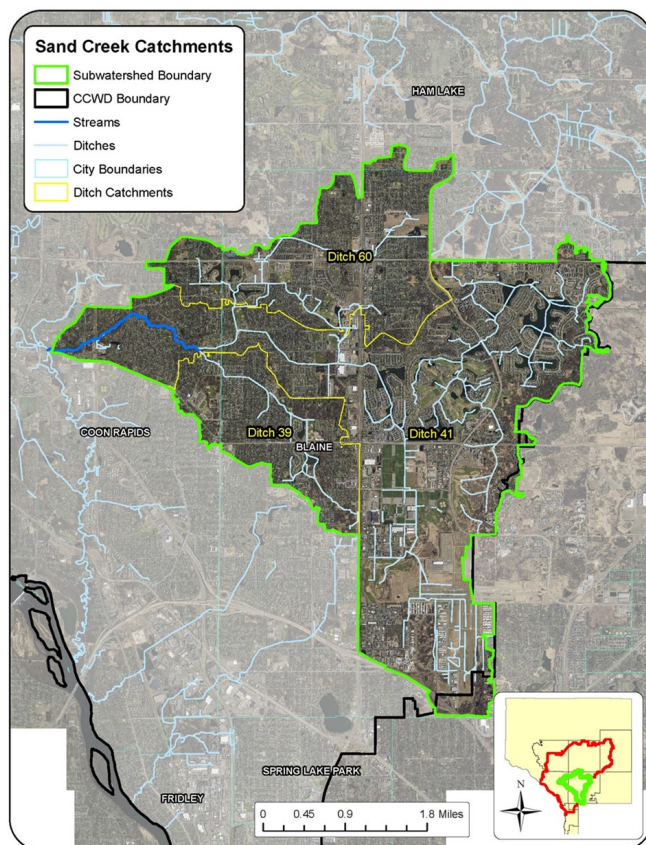 Sand Creek Catchments
Subwatershed Boundary
CCWD Boundary
Streams
Ditches
City Boundaries
Ditch Catchments
HAM LAKE
Ditch 60
COON RAPIDS
Ditch 39
BLAINE
Ditch 41
SPRING LAKE PARK
FRIDLEY
0 0.45 0.9 1.8 Miles
N